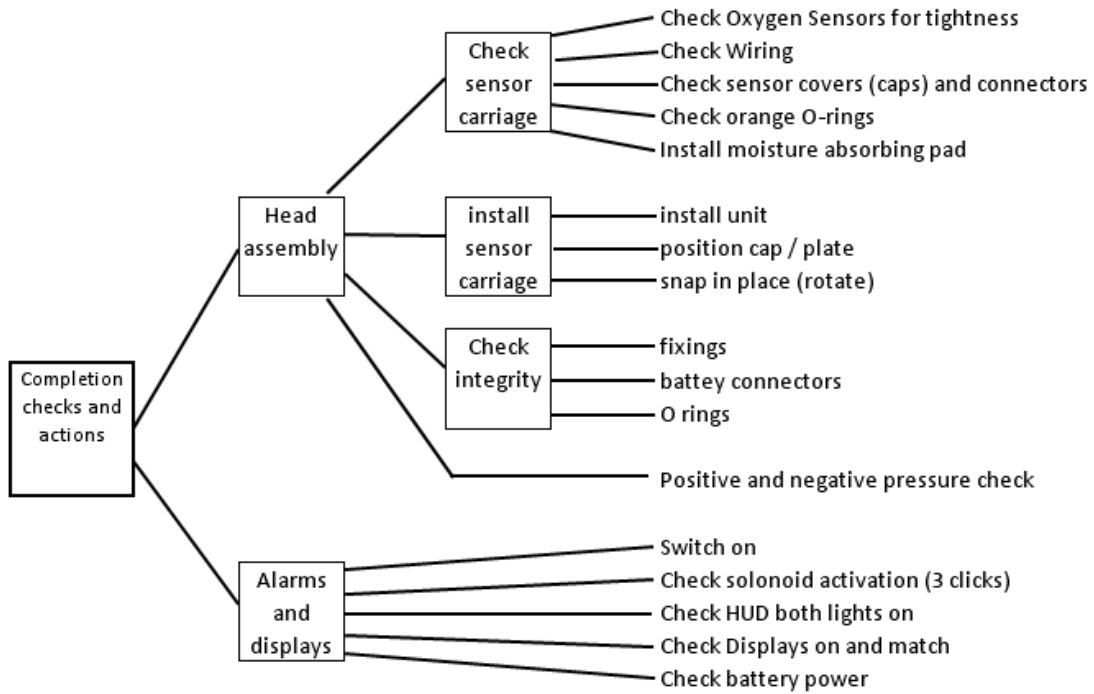 Check Oxygen Sensors for tightness
Check
sensor
carriage
Check Wiring
Check sensor covers (caps) and connectors
Check orange O-rings
Install moisture absorbing pad
Head
assembly
install
sensor
carriage
install unit
position cap / plate
snap in place (rotate)
Check
integrity
fixings
battey connectors
O rings
Completion
checks and
actions
Positive and negative pressure check
Alarms
and
displays
Switch on
Check solonoid activation (3 clicks)
Check HUD both lights on
Check Displays on and match
Check battery power